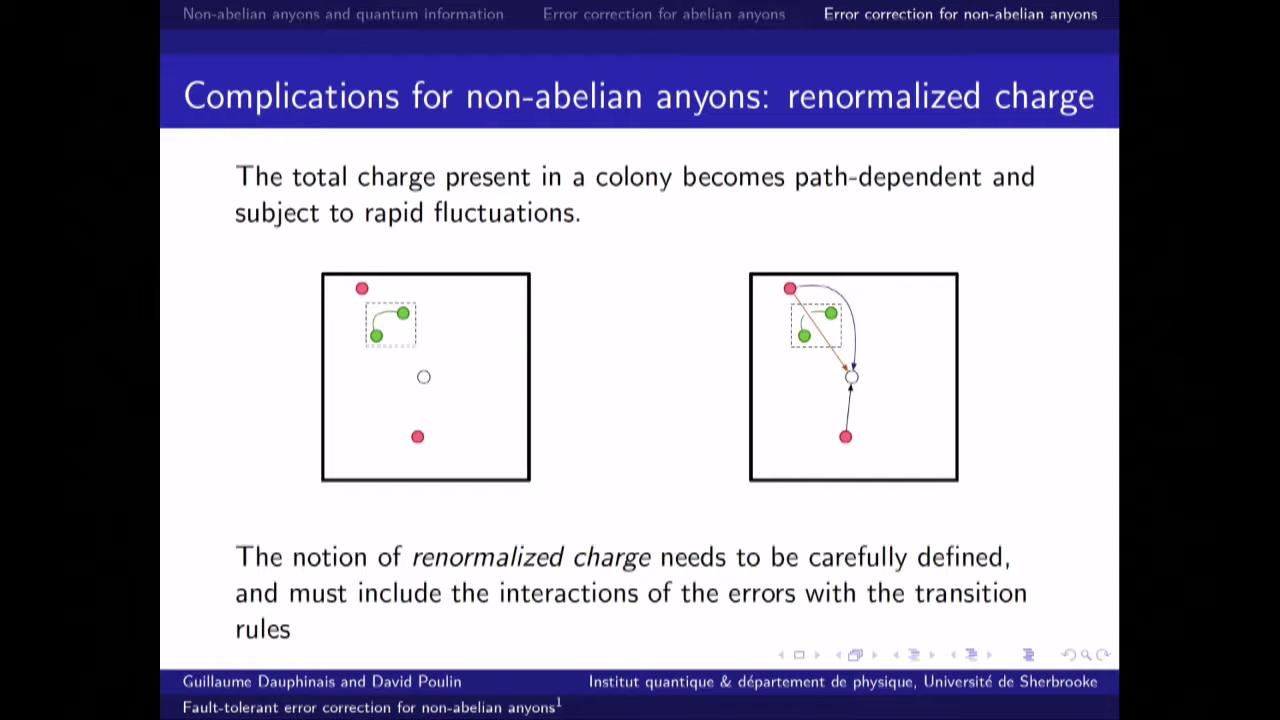 Non-abelian anyons and quantum information Error correction for abelian anyons Error correction for non-abelian anyons
Complications for non-abelian anyons: renormalized charge
The total charge present in a colony becomes path-dependent and
subject to rapid fluctuations.
The notion of renormalized charge needs to be carefully defined,
and must include the interactions of the errors with the transition
rules
Guillaume Dauphinais and David Poulin Institut quantique & département de physique, Université de Sherbrooke
Fault-tolerant error correction for non-abelian anyons¹